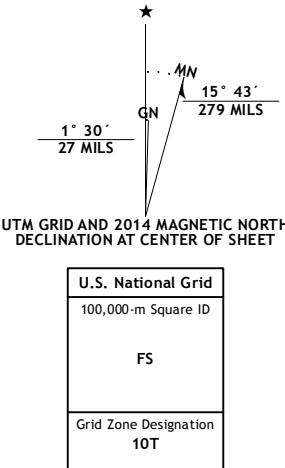 ★
MN
15° 43´
279 MILS
GN
1° 30´
27 MILS
UTM GRID AND 2014 MAGNETIC NORTH
DECLINATION AT CENTER OF SHEET
U.S. National Grid
100,000-m Square ID
FS
Grid Zone Designation
10T